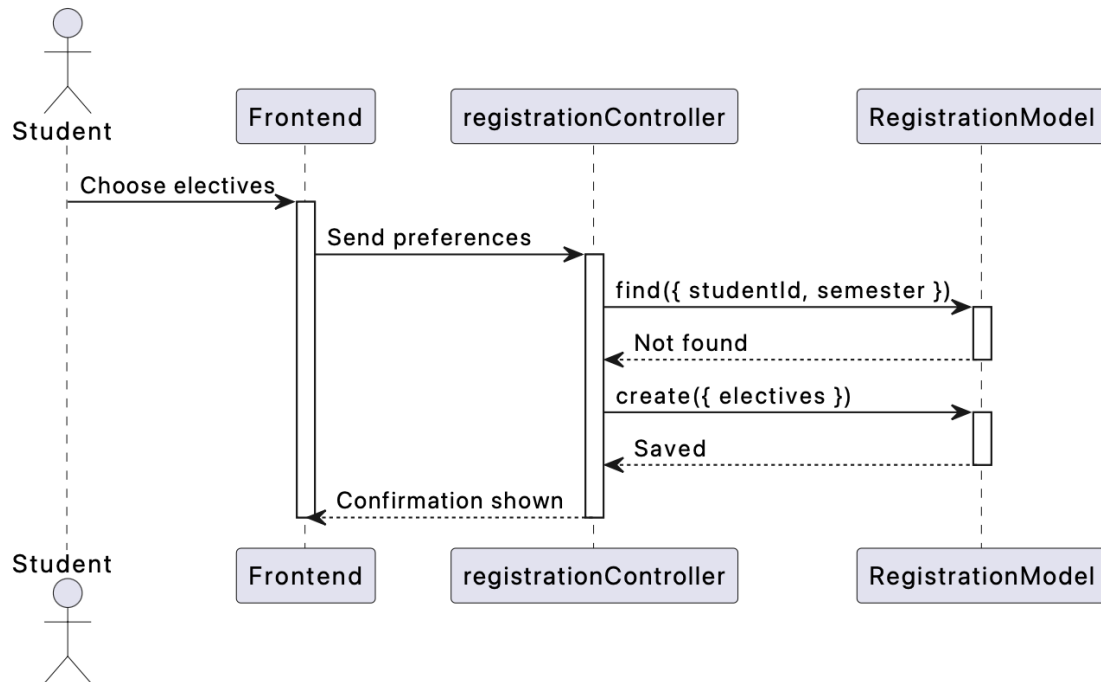 Student
Frontend
registrationController
RegistrationModel
Choose electives
Send preferences
find({ studentId, semester })
Not found
create({ electives })
Saved
Confirmation shown
Student
Frontend
registrationController
RegistrationModel